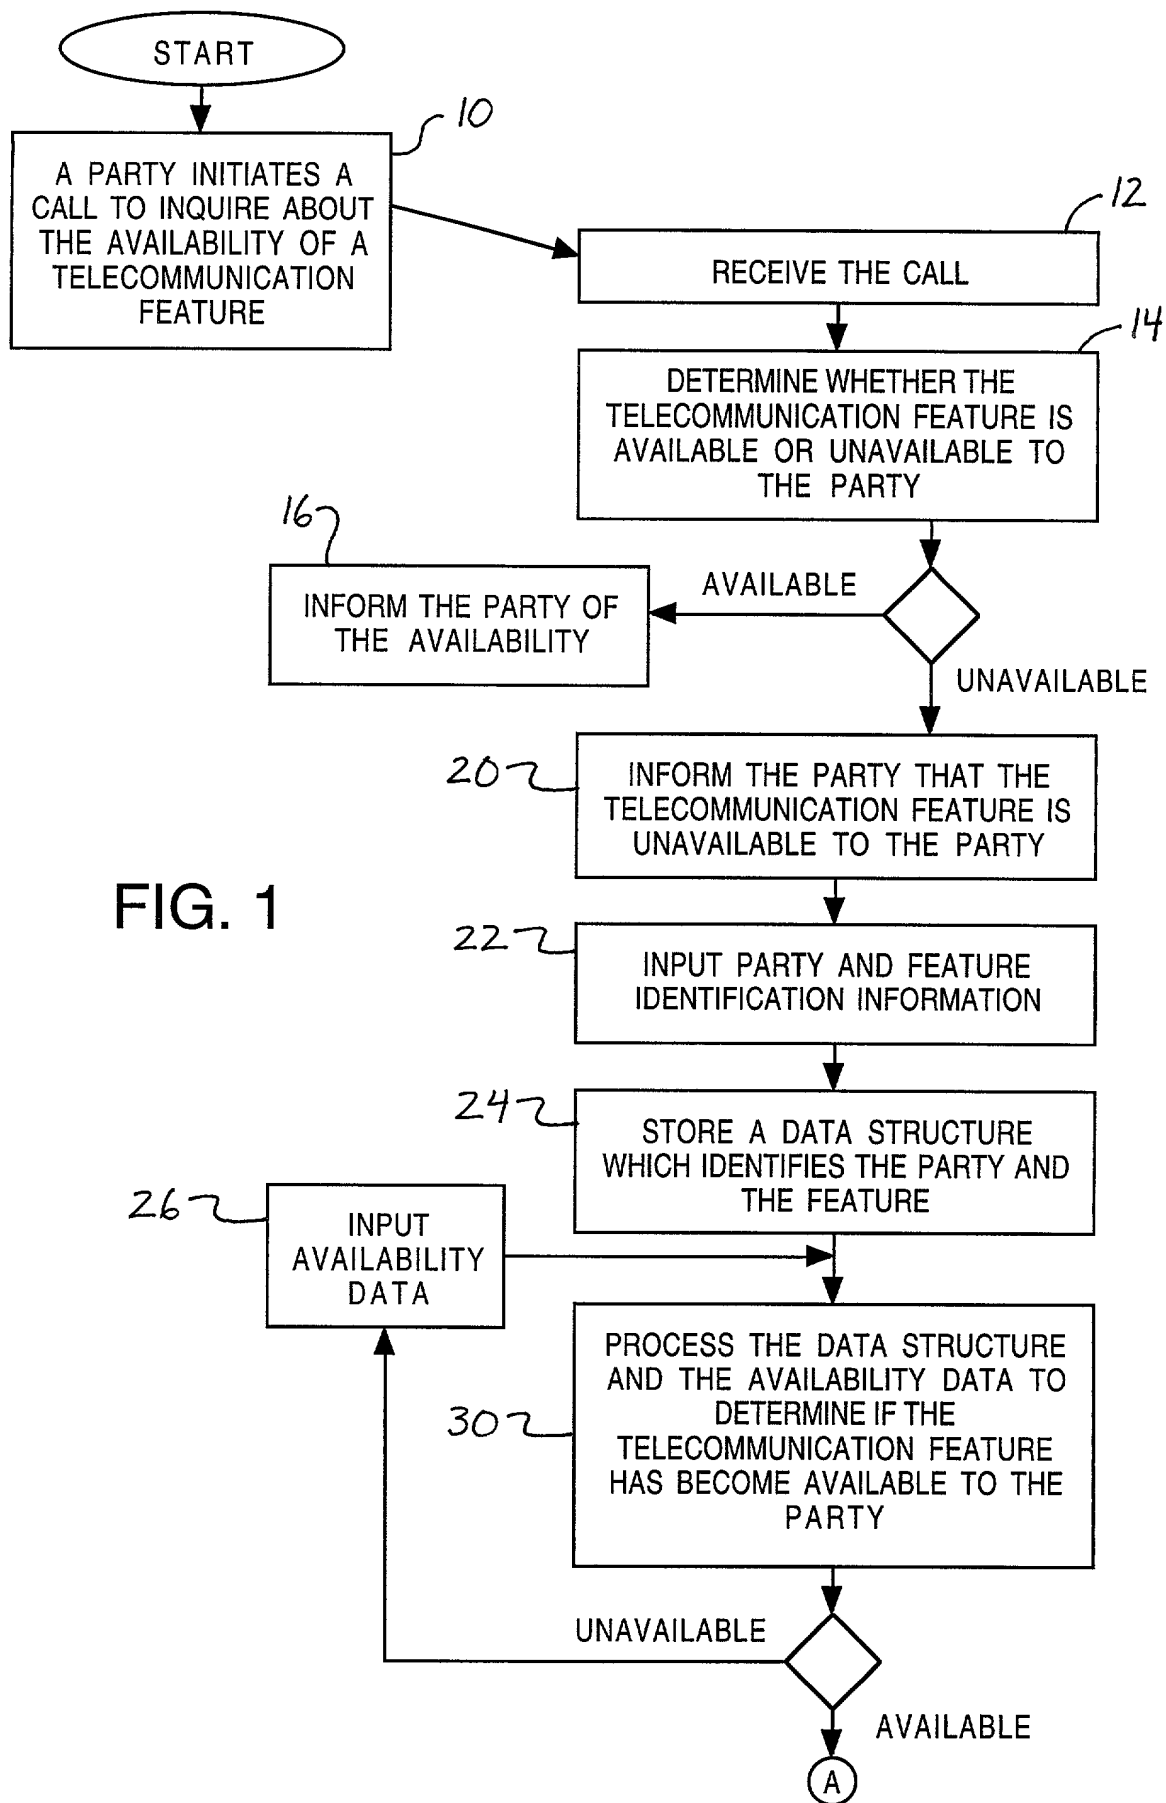 START
10
A PARTY INITIATES A
CALL TO INQUIRE ABOUT
THE AVAILABILITY OF A
TELECOMMUNICATION
FEATURE
12
RECEIVE THE CALL
14
DETERMINE WHETHER THE
TELECOMMUNICATION FEATURE IS
AVAILABLE OR UNAVAILABLE TO
THE PARTY
16
AVAILABLE
INFORM THE PARTY OF
THE AVAILABILITY
UNAVAILABLE
20
INFORM THE PARTY THAT THE
TELECOMMUNICATION FEATURE IS
UNAVAILABLE TO THE PARTY
FIG. 1
22
INPUT PARTY AND FEATURE
IDENTIFICATION INFORMATION
24
STORE A DATA STRUCTURE
WHICH IDENTIFIES THE PARTY AND
THE FEATURE
26
INPUT
AVAILABILITY
DATA
30
PROCESS THE DATA STRUCTURE
AND THE AVAILABILITY DATA TO
DETERMINE IF THE
TELECOMMUNICATION FEATURE
HAS BECOME AVAILABLE TO THE
PARTY
UNAVAILABLE
AVAILABLE
A